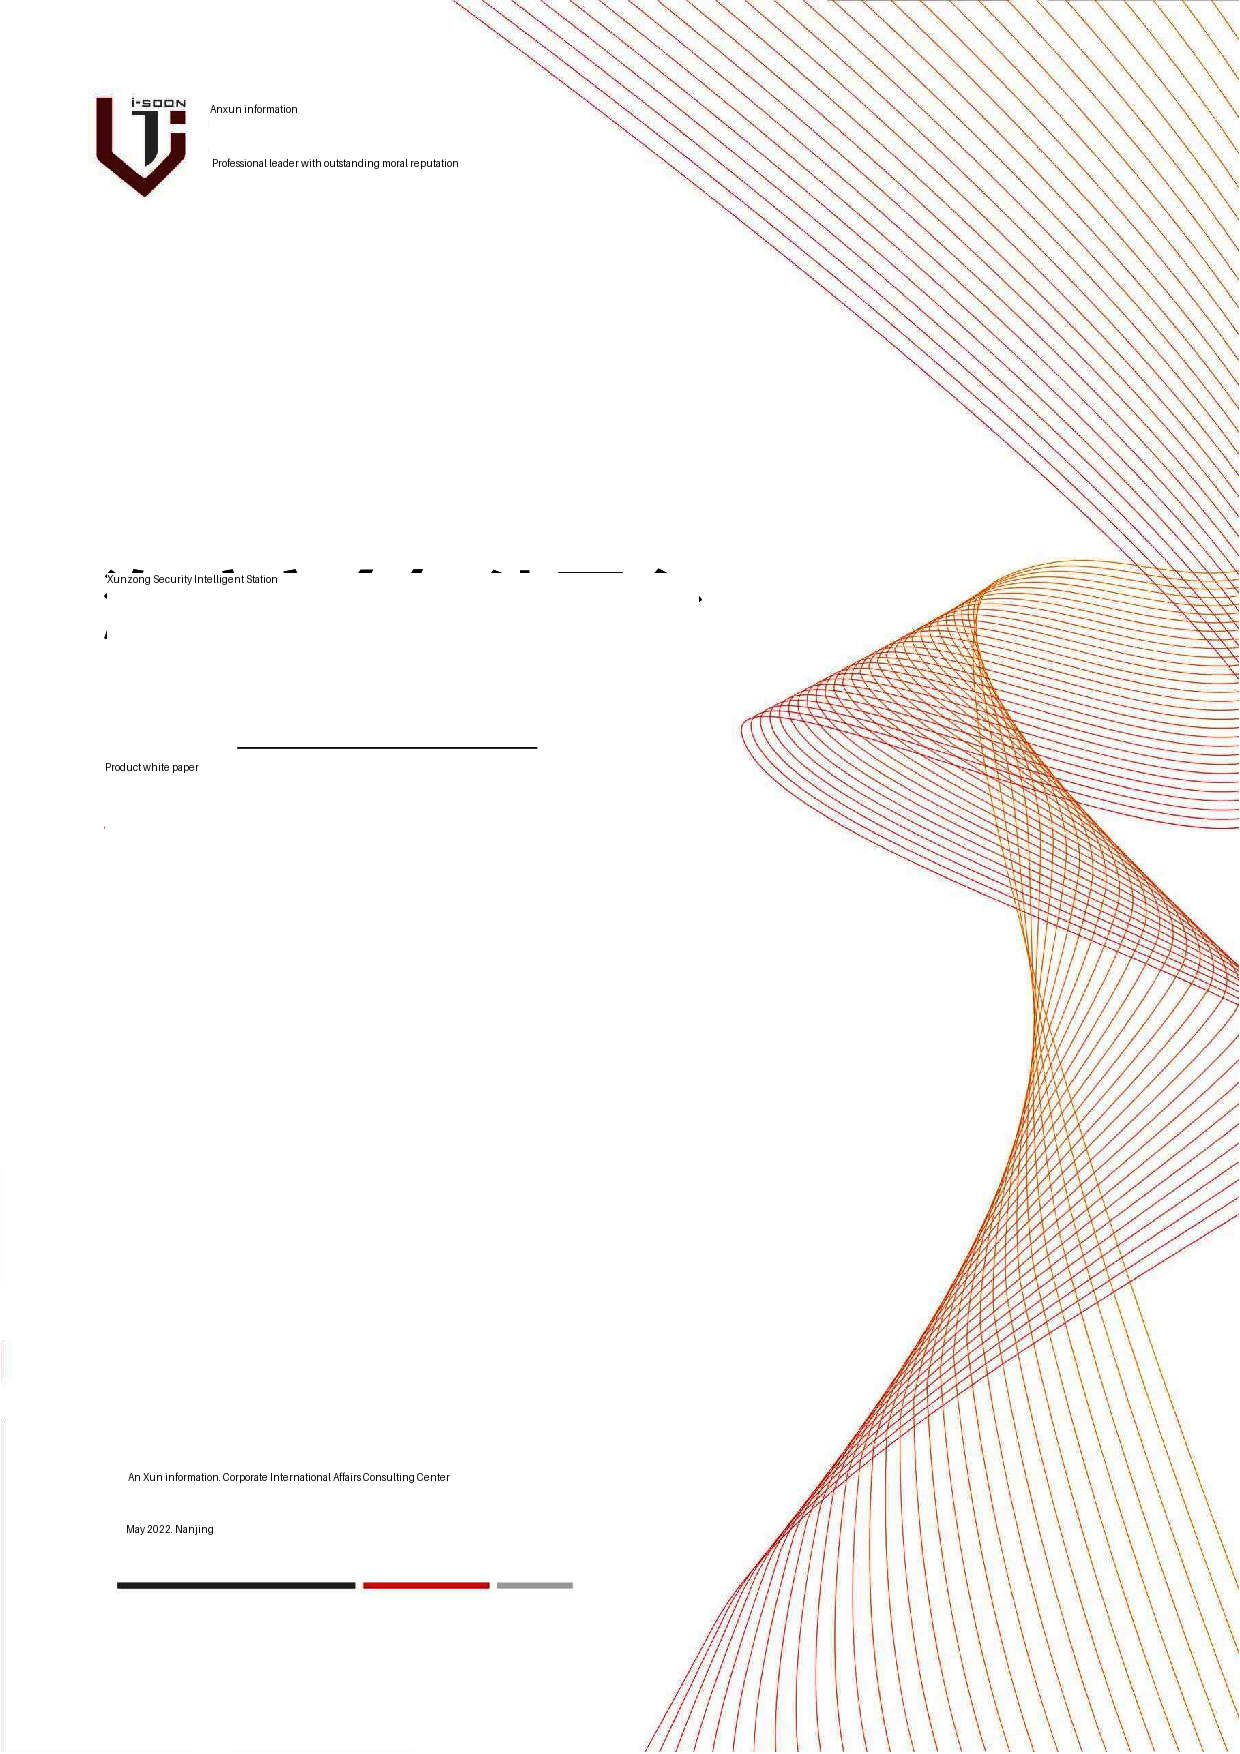 i-SOON
Anxun information
Professional leader with outstanding moral reputation
"Xunzong Security Intelligent Station
Product white paper
An Xun information. Corporate International Affairs Consulting Center
May 2022. Nanjing